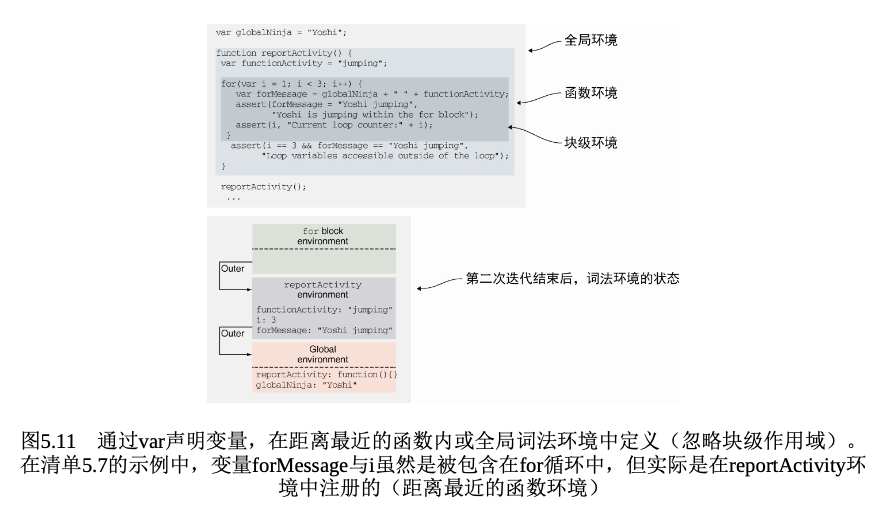 var globalNinja = "Yoshi";
全局环境
function reportActivity() {
var functionActivity = "jumping";
for(var i = 1; i < 3; i++) {
var forMessage = globalNinja + " " + functionActivity;
函数环境
assert(forMessage = "Yoshi jumping",
"Yoshi is jumping within the for block");
assert(i, "Current loop counter:" + i);
}
块级环境
assert(i == 3 && forMessage == "Yoshi jumping",
"Loop variables accessible outside of the loop");
}
reportActivity();
...
for block
environment
Outer
第二次迭代结束后，词法环境的状态
reportActivity
environment
functionActivity: "jumping"
i: 3
forMessage: "Yoshi jumping"
Outer
Global
environment
reportActivity: function(){}
globalNinja: "Yoshi"
图5.11 通过var声明变量，在距离最近的函数内或全局词法环境中定义（忽略块级作用域）。
在清单5.7的示例中，变量forMessage与i虽然是被包含在for循环中，但实际是在reportActivity环
境中注册的（距离最近的函数环境）